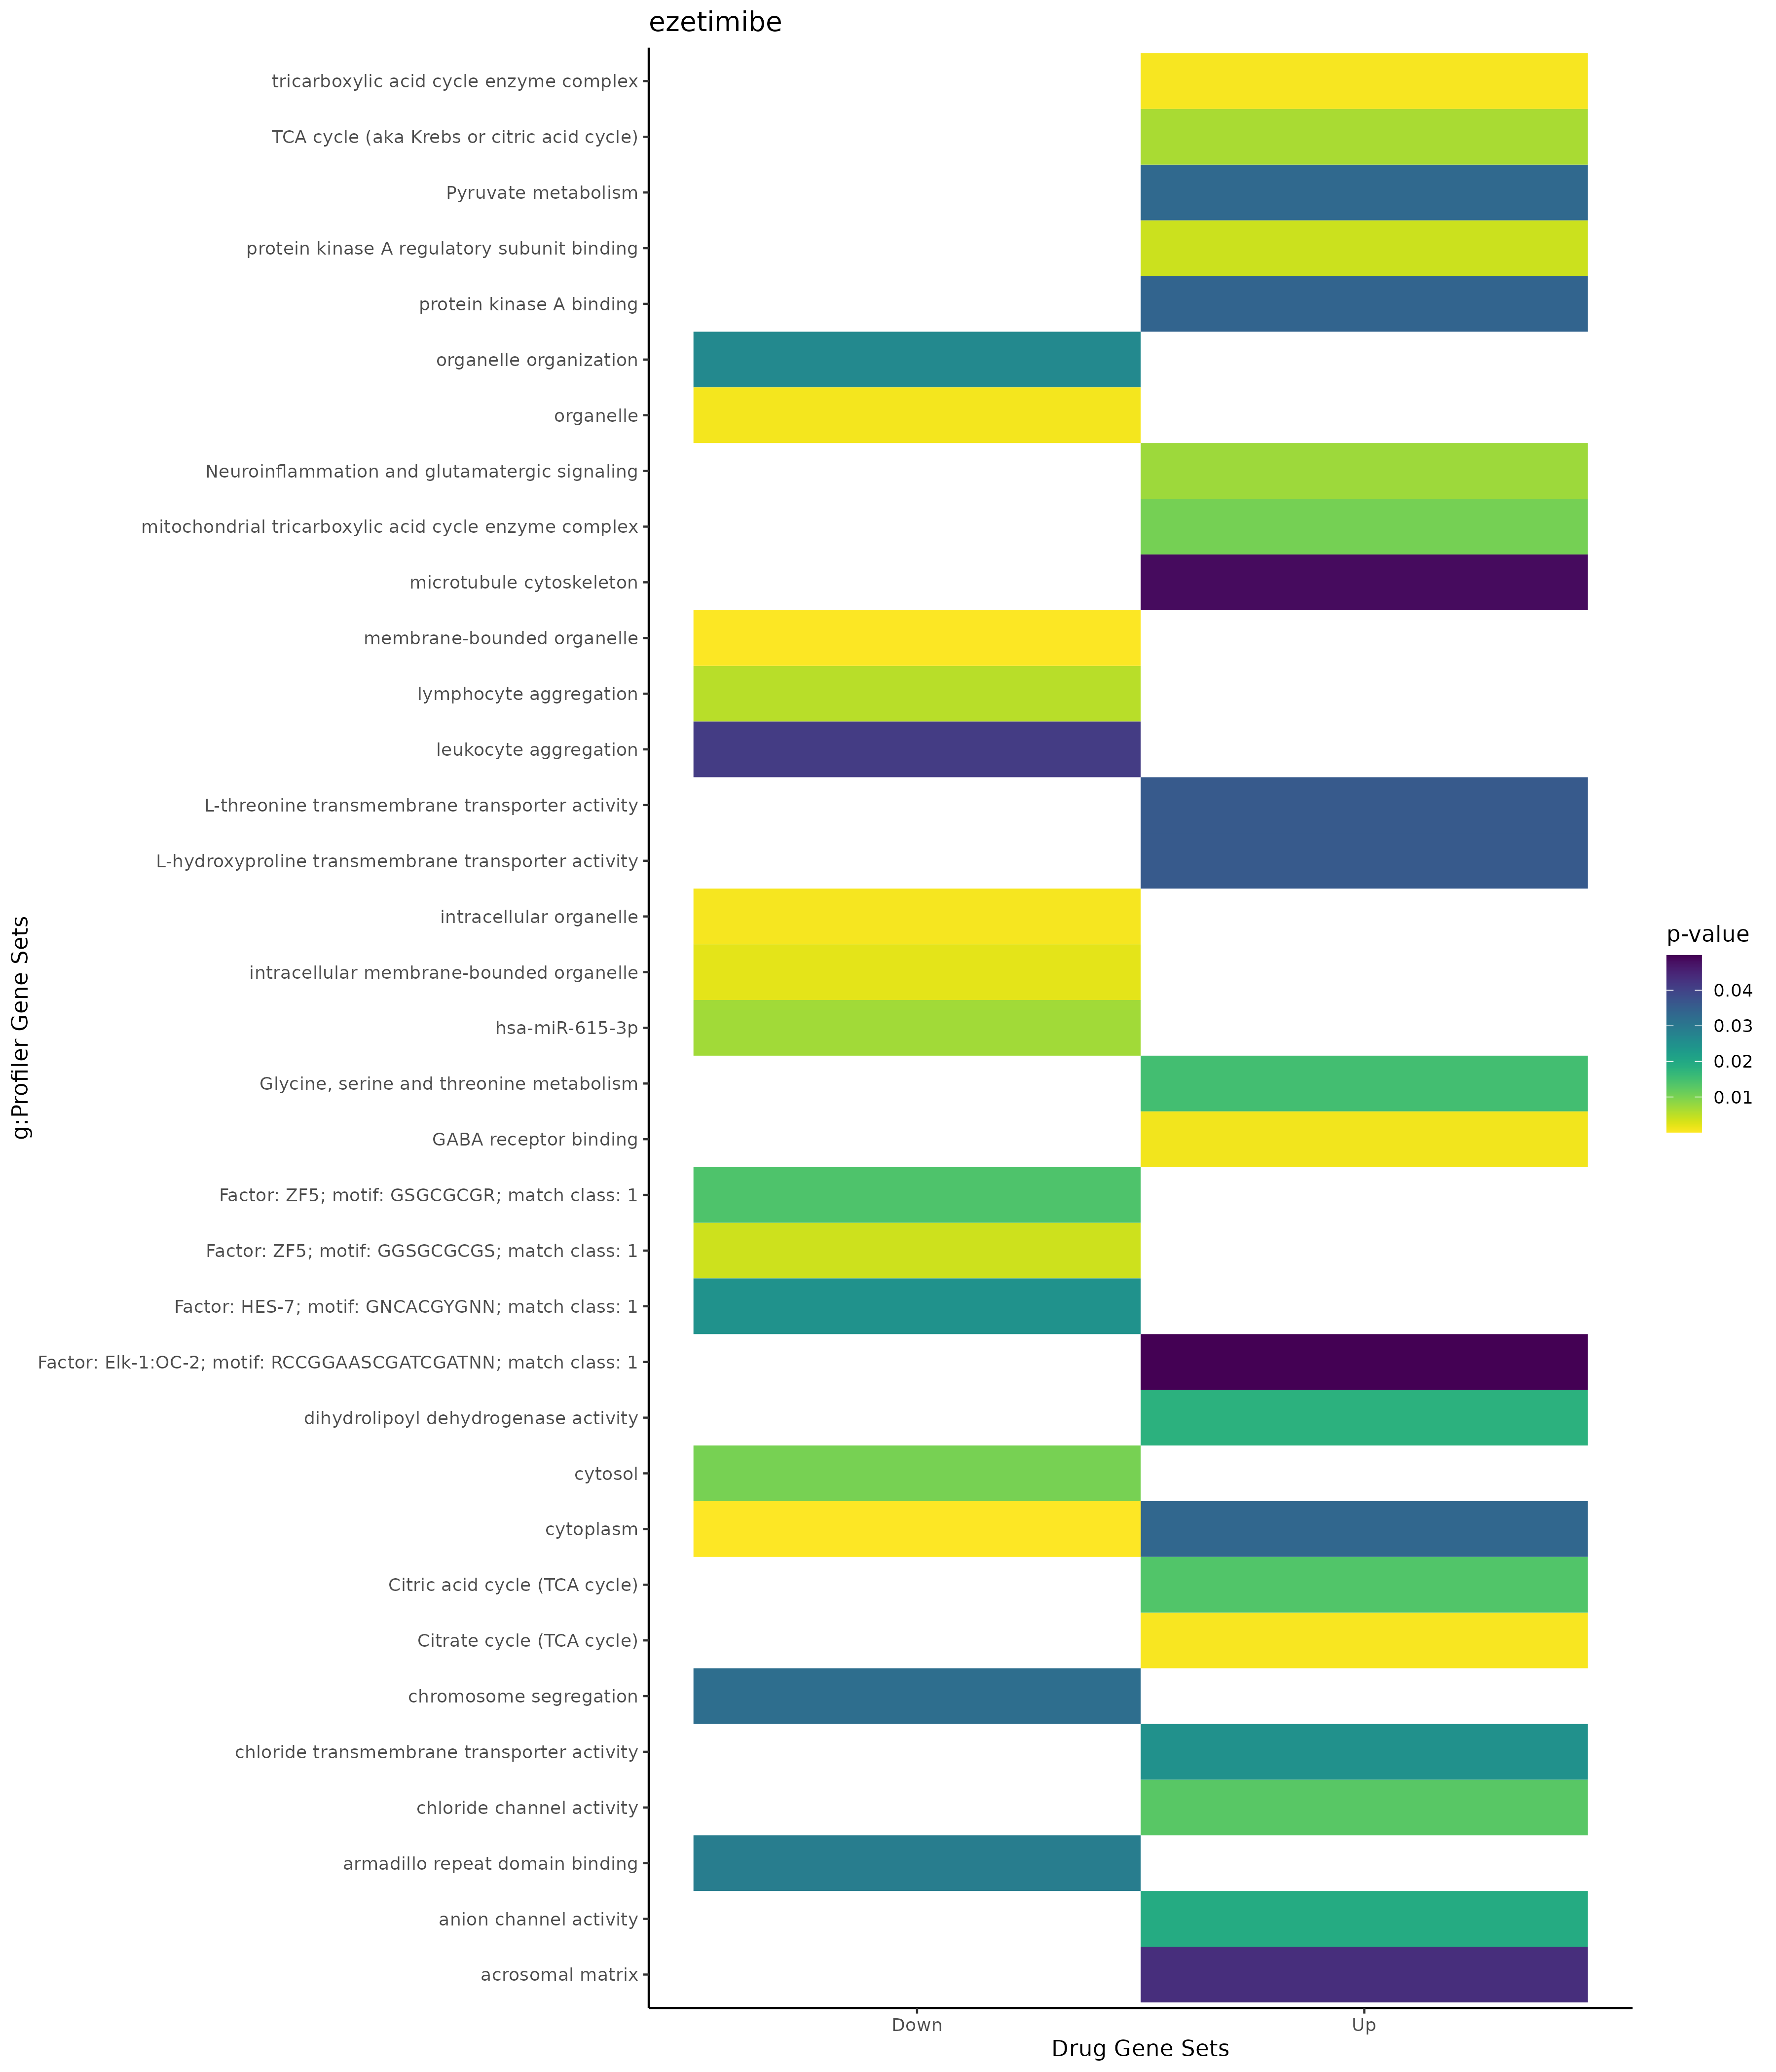 ezetimibe
tricarboxylic acid cycle enzyme complex
TCA cycle (aka Krebs or citric acid cycle)
Pyruvate metabolism
protein kinase A regulatory subunit binding
protein kinase A binding
organelle organization
organelle
Neuroinflammation and glutamatergic signaling
mitochondrial tricarboxylic acid cycle enzyme complex
microtubule cytoskeleton
membrane-bounded organelle
lymphocyte aggregation
leukocyte aggregation
L-threonine transmembrane transporter activity
L-hydroxyproline transmembrane transporter activity
intracellular organelle
intracellular membrane-bounded organelle
hsa-miR-615-3p
Glycine, serine and threonine metabolism
GABA receptor binding
Factor: ZF5; motif: GSGCGCGR; match class: 1
Factor: ZF5; motif: GGSGCGCGS; match class: 1
Factor: HES-7; motif: GNCACGYGNN; match class: 1
Factor: Elk-1:OC-2; motif: RCCGGAASCGATCGATNN; match class: 1
dihydrolipoyl dehydrogenase activity
cytosol
cytoplasm
Citric acid cycle (TCA cycle)
Citrate cycle (TCA cycle)
chromosome segregation
chloride transmembrane transporter activity
chloride channel activity
armadillo repeat domain binding
anion channel activity
acrosomal matrix
g:Profiler Gene Sets
Down
Up
Drug Gene Sets
p-value
0.04
0.03
0.02
0.01